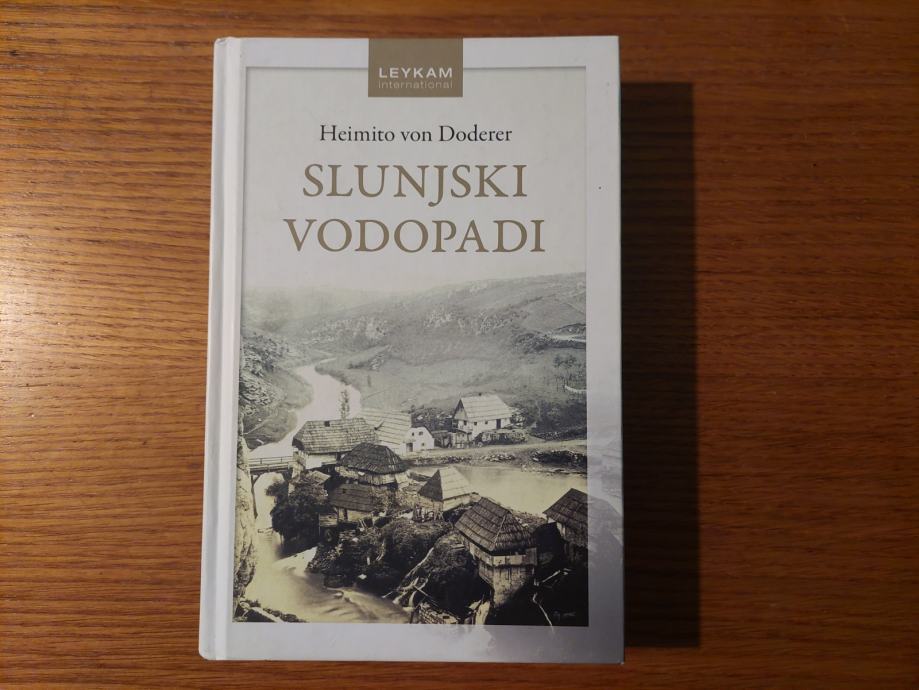 LEYKAM
international
Heimito von Doderer
SLUNJSKI
VODOPADI